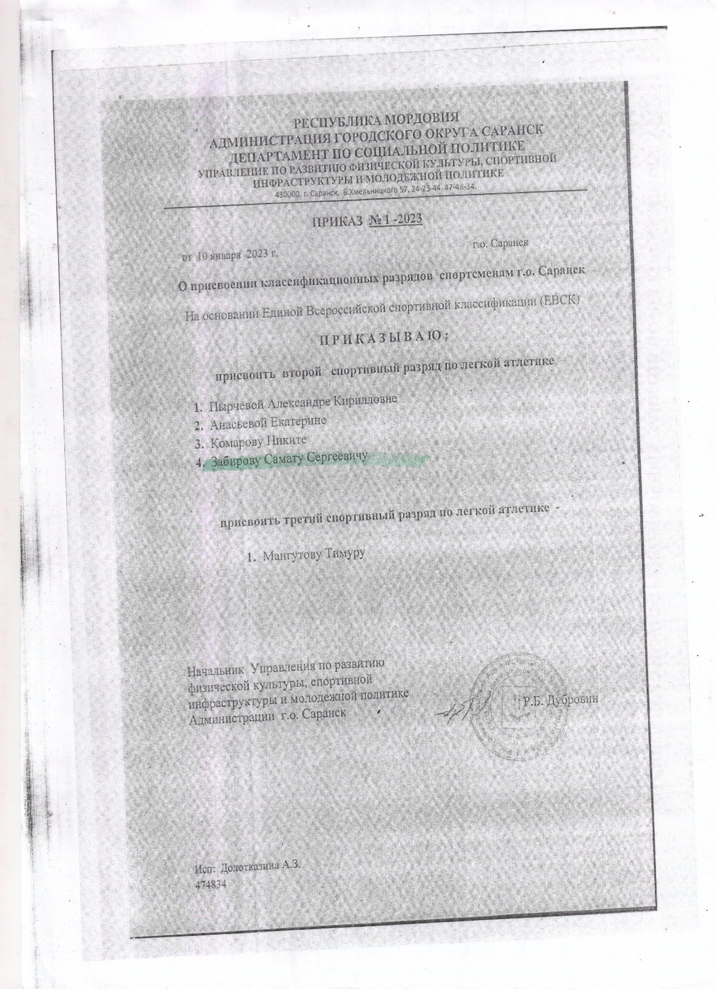 РЕСПУБЛИКА МОРДОВИЯ
АДМИНИСТРАЦИЯ ГОРОДСКОГО ОКРУГА САРАНСК
ДЕПАРТАМЕНТ ПО СОЦИАЛЬНОЙ ПОЛИТИКЕ
УПРАВЛЕНИЕ ПО РАЗВИТИЮ ФИЗИЧЕСКОЙ КУЛЬТУРЫ, СПОРТИВНОЙ
ИНФРАСТРУКТУРЫ И МОЛОДЕЖНОЙ ПОЛИТИКЕ
430000, г. Саранск, Б.Хмельницкого 57, 24-23-44, 47-48-34.
ПРИКАЗ № 1 -2023
от 10 января 2023 г. г.о. Саранск
О присвоении классификационных разрядов спортсменам г.о. Саранск
На основании Единой Всероссийской спортивной классификации (ЕВСК)
П Р И К А З Ы В А Ю :
присвоить второй спортивный разряд по легкой атлетике
1. Пырчевой Александре Кирилловне
2. Анасьевой Екатерине
3. Комарову Никите
4. Забирову Самату Сергеевичу
присвоить третий спортивный разряд по легкой атлетике -
1. Мангутову Тимуру
Начальник Управления по развитию
физической культуры, спортивной
инфраструктуры и молодежной политике
Администрации г.о. Саранск Р.Б. Дубровин
Исп: Долотказина А.З.
474834